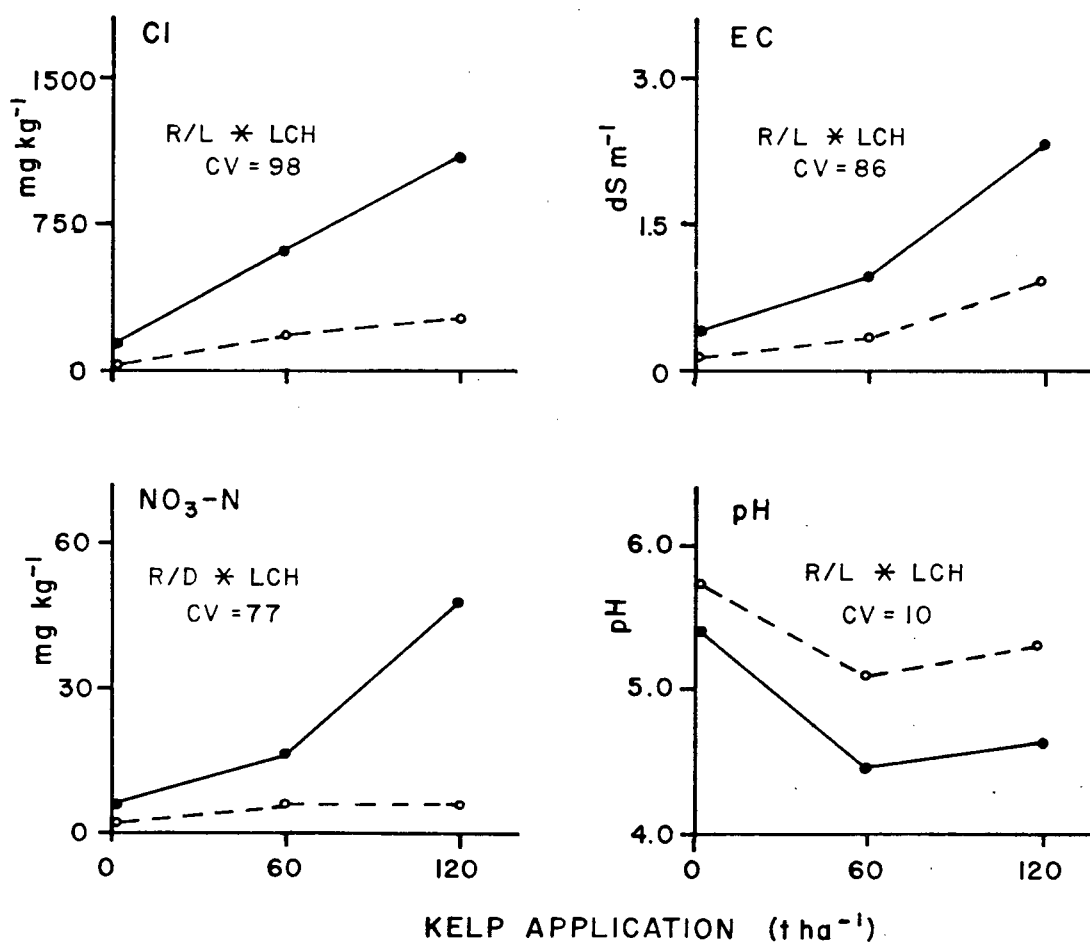 Cl
1500
750
0
mg kg⁻¹
R/L * LCH
CV = 98
EC
3.0
1.5
0
dS m⁻¹
R/L * LCH
CV = 86
NO₃-N
60
30
0
mg kg⁻¹
R/D * LCH
CV = 77
0 60 120
pH
6.0
5.0
4.0
pH
R/L * LCH
CV = 10
0 60 120
KELP APPLICATION (t ha⁻¹)